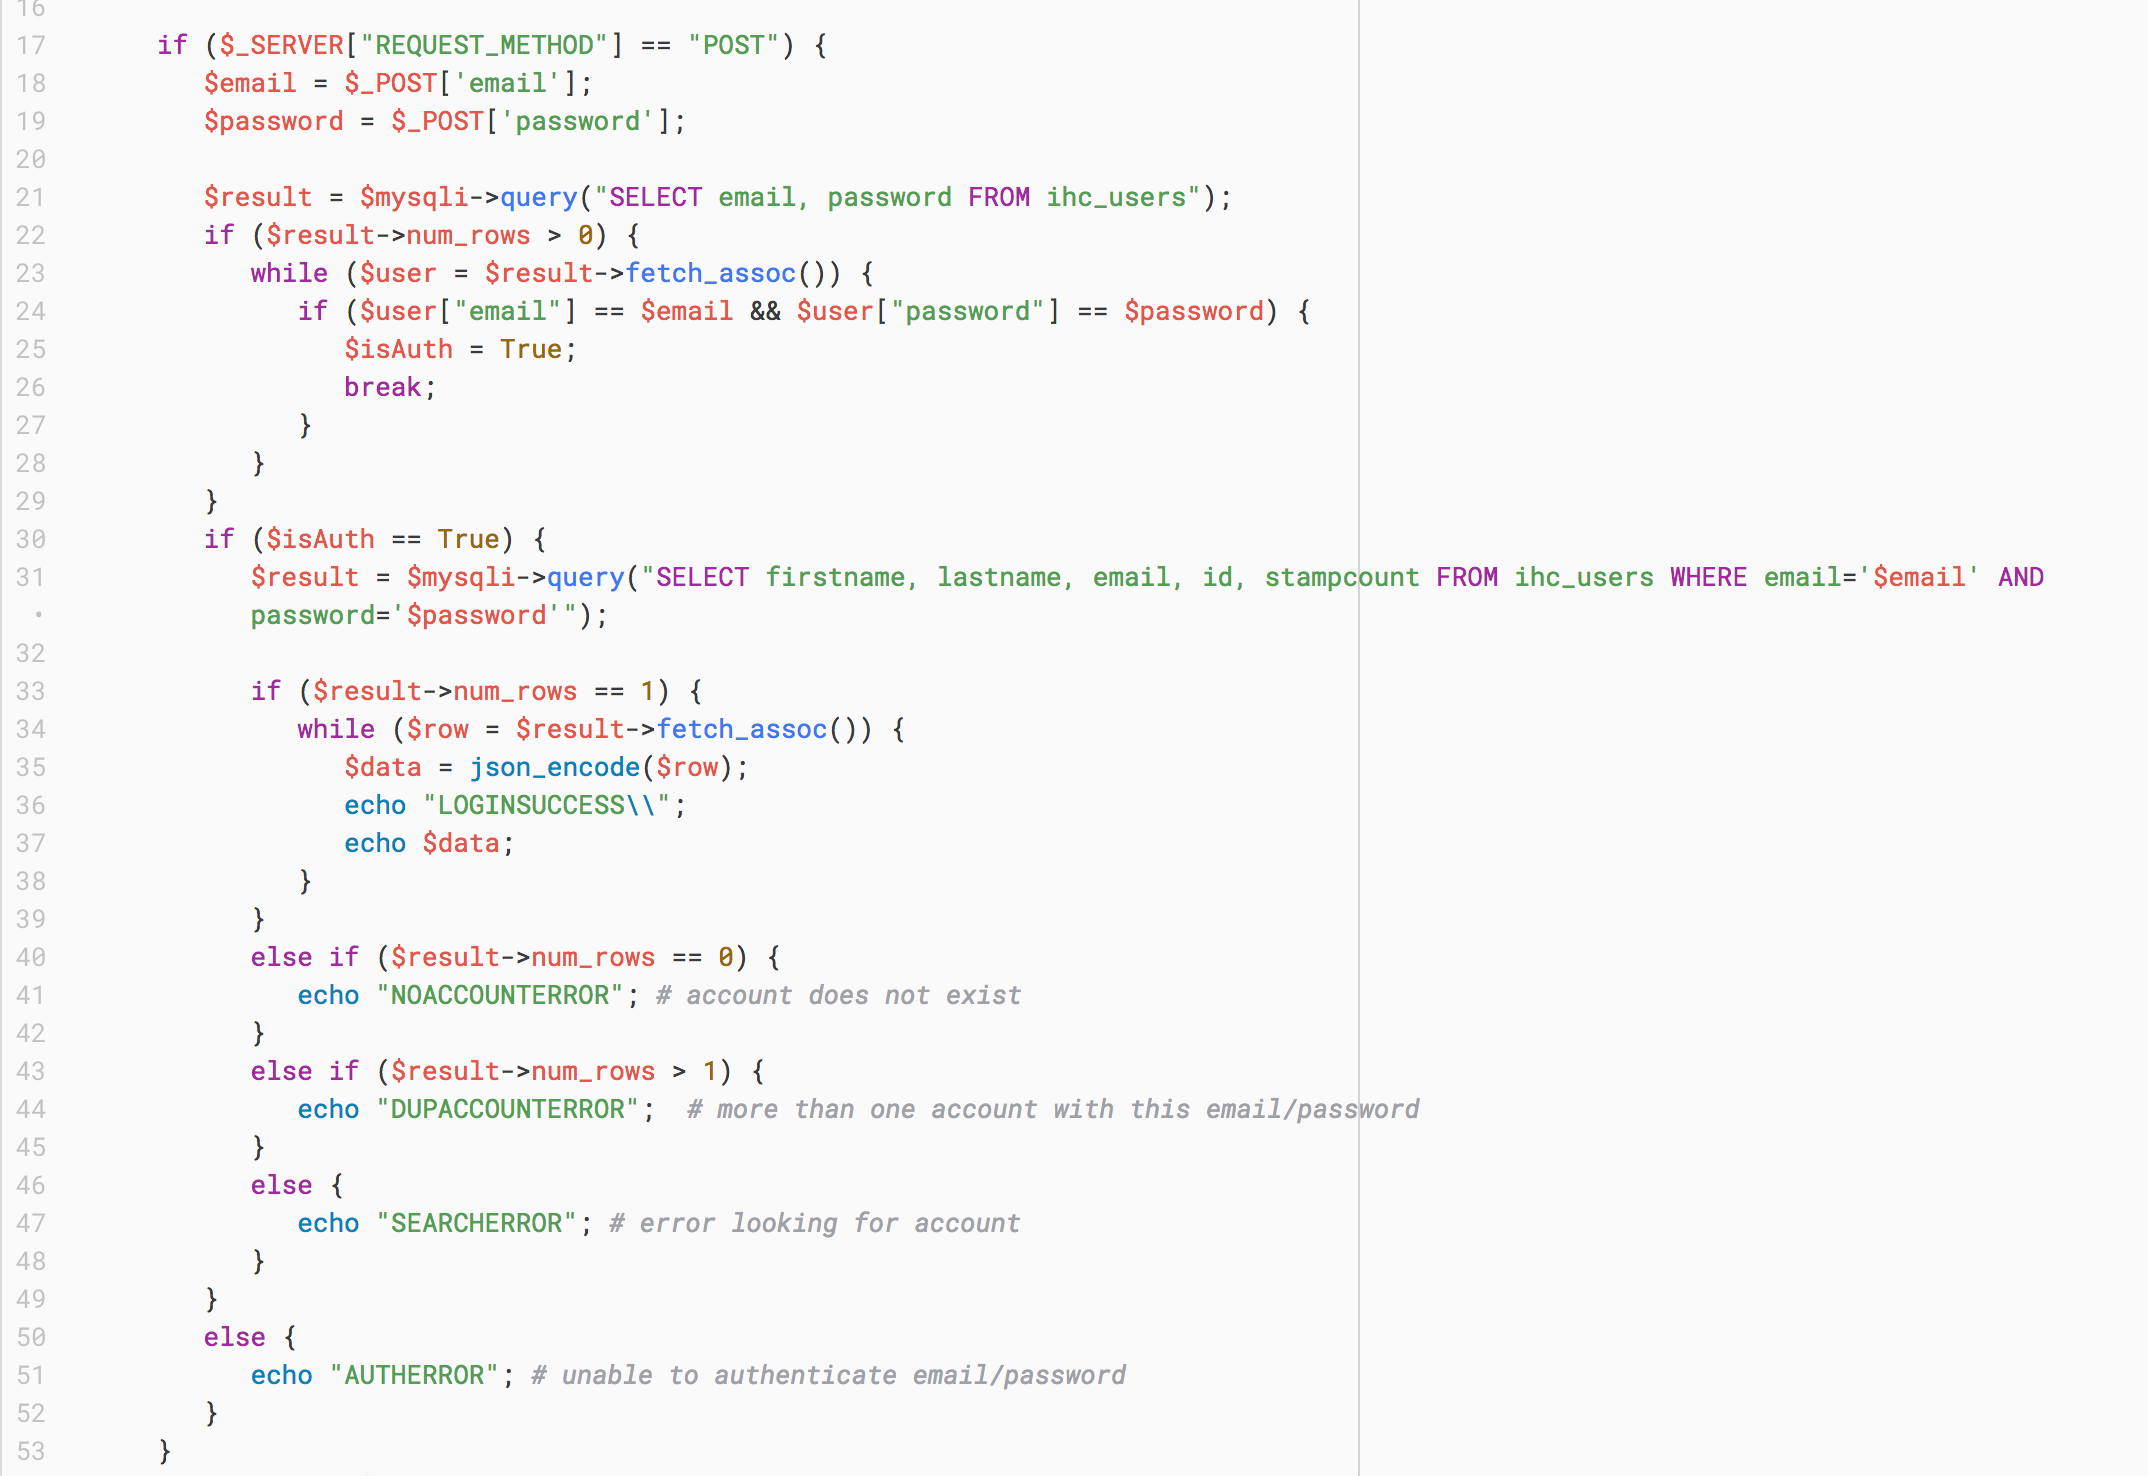 16
17 if ($_SERVER["REQUEST_METHOD"] == "POST") {
18 $email = $_POST['email'];
19 $password = $_POST['password'];
20
21 $result = $mysqli->query("SELECT email, password FROM ihc_users");
22 if ($result->num_rows > 0) {
23 while ($user = $result->fetch_assoc()) {
24 if ($user["email"] == $email && $user["password"] == $password) {
25 $isAuth = True;
26 break;
27 }
28 }
29 }
30 if ($isAuth == True) {
31 $result = $mysqli->query("SELECT firstname, lastname, email, id, stampcount FROM ihc_users WHERE email='$email' AND
• password='$password'");
32
33 if ($result->num_rows == 1) {
34 while ($row = $result->fetch_assoc()) {
35 $data = json_encode($row);
36 echo "LOGINSUCCESS\\";
37 echo $data;
38 }
39 }
40 else if ($result->num_rows == 0) {
41 echo "NOACCOUNTERROR"; # account does not exist
42 }
43 else if ($result->num_rows > 1) {
44 echo "DUPACCOUNTERROR"; # more than one account with this email/password
45 }
46 else {
47 echo "SEARCHERROR"; # error looking for account
48 }
49 }
50 else {
51 echo "AUTHERROR"; # unable to authenticate email/password
52 }
53 }